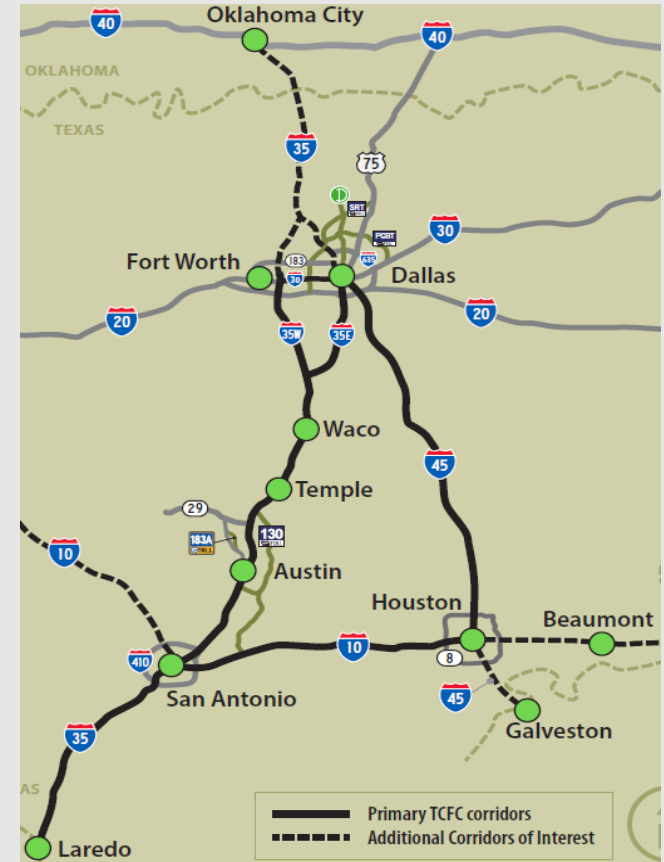 Oklahoma City
40
40
OKLAHOMA
TEXAS
35
75
SRT
PGBT
30
183
635
Fort Worth
30
Dallas
20
20
35W
35E
Waco
45
Temple
29
183A
130
10
Austin
Houston
Beaumont
10
8
410
San Antonio
45
Galveston
35
AS
Primary TCFC corridors
Additional Corridors of Interest
Laredo